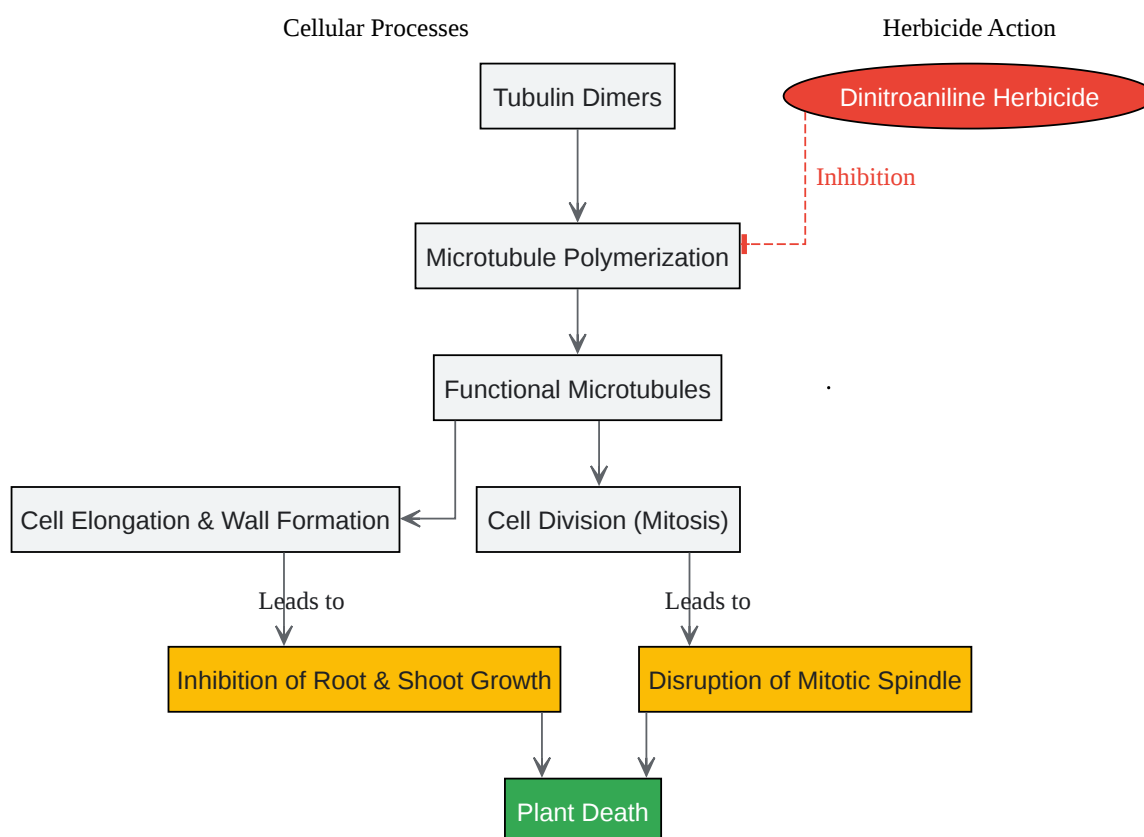 Cellular Processes
Herbicide Action
Tubulin Dimers
Dinitroaniline Herbicide
Inhibition
Microtubule Polymerization
Functional Microtubules
.
Cell Elongation & Wall Formation
Cell Division (Mitosis)
Leads to
Leads to
Inhibition of Root & Shoot Growth
Disruption of Mitotic Spindle
Plant Death